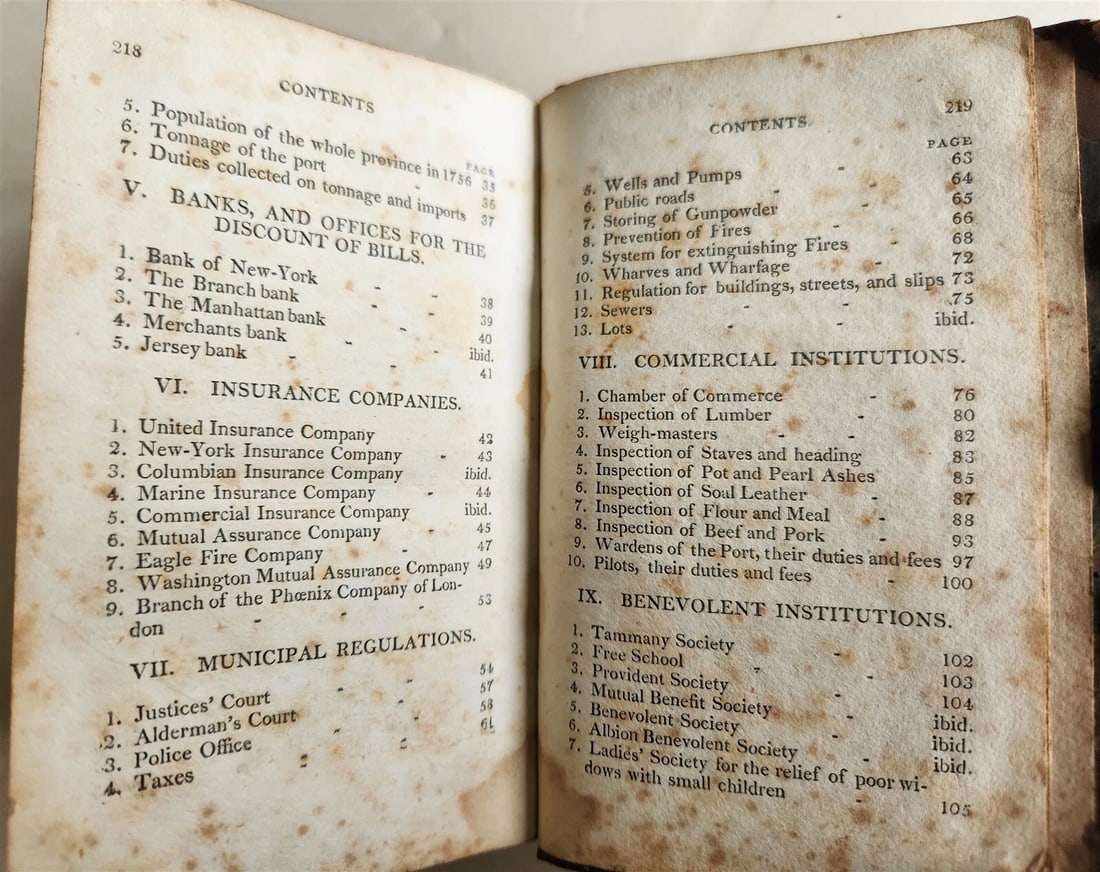 218
CONTENTS
PAGE
5. Population of the whole province in 1756 35
6. Tonnage of the port - 36
7. Duties collected on tonnage and imports 37
V. BANKS, AND OFFICES FOR THE
DISCOUNT OF BILLS.
1. Bank of New-York - - 38
2. The Branch bank - 39
3. The Manhattan bank - 40
4. Merchants bank - - ibid.
5. Jersey bank - - 41
VI. INSURANCE COMPANIES.
1. United Insurance Company 42
2. New-York Insurance Company - 43
3. Columbian Insurance Company ibid.
4. Marine Insurance Company - 44
5. Commercial Insurance Company ibid.
6. Mutual Assurance Company - 45
7. Eagle Fire Company - 47
8. Washington Mutual Assurance Company 49
9. Branch of the Phœnix Company of Lon-
don - - 53
VII. MUNICIPAL REGULATIONS.
1. Justices' Court - - 54
2. Alderman's Court - 57
3. Police Office - - 58
4. Taxes - - 61
219
CONTENTS.
PAGE
5. Wells and Pumps - 63
6. Public roads - - 64
7. Storing of Gunpowder - 65
8. Prevention of Fires - 66
9. System for extinguishing Fires - 68
10. Wharves and Wharfage - 72
11. Regulation for buildings, streets, and slips 73
12. Sewers - - 75
13. Lots - - ibid.
VIII. COMMERCIAL INSTITUTIONS.
1. Chamber of Commerce - 76
2. Inspection of Lumber - 80
3. Weigh-masters - - 82
4. Inspection of Staves and heading 83
5. Inspection of Pot and Pearl Ashes 85
6. Inspection of Soal Leather - 87
7. Inspection of Flour and Meal - 88
8. Inspection of Beef and Pork - 93
9. Wardens of the Port, their duties and fees 97
10. Pilots, their duties and fees - 100
IX. BENEVOLENT INSTITUTIONS.
1. Tammany Society - 102
2. Free School - - 103
3. Provident Society - 104
4. Mutual Benefit Society - ibid.
5. Benevolent Society - ibid.
6. Albion Benevolent Society - ibid.
7. Ladies' Society for the relief of poor wi-
dows with small children - 105